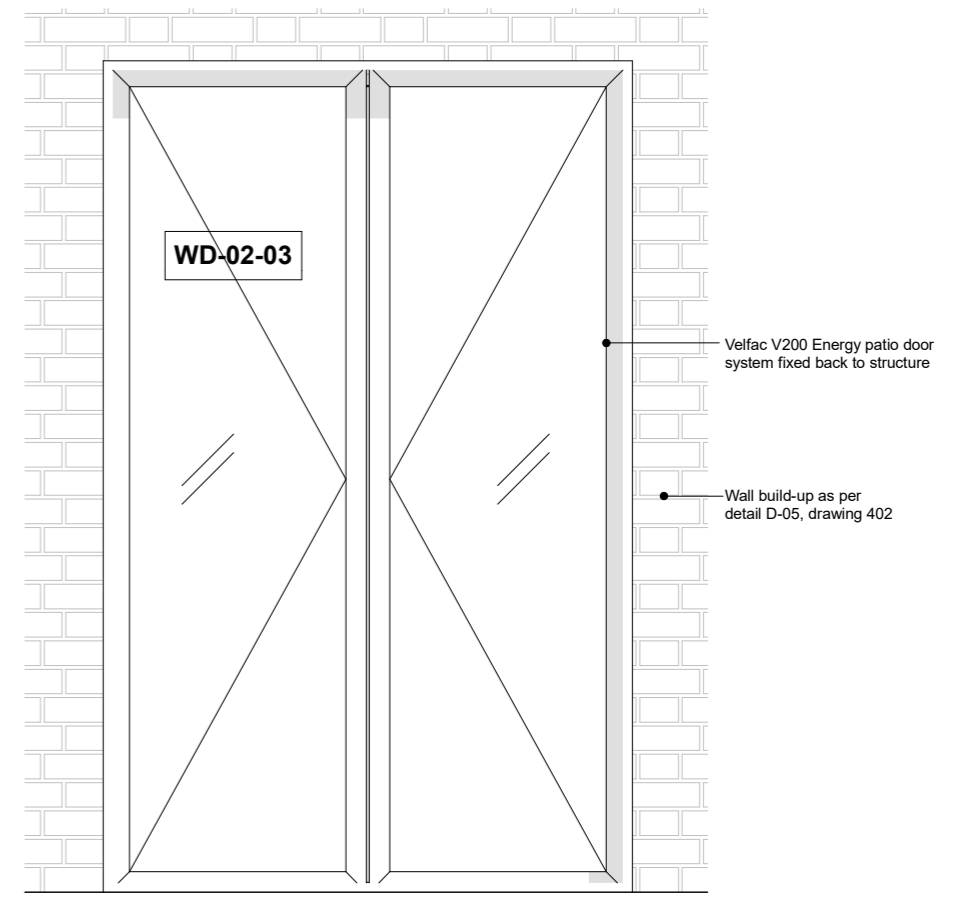 WD-02-03
Velfac V200 Energy patio door
system fixed back to structure
Wall build-up as per
detail D-05, drawing 402